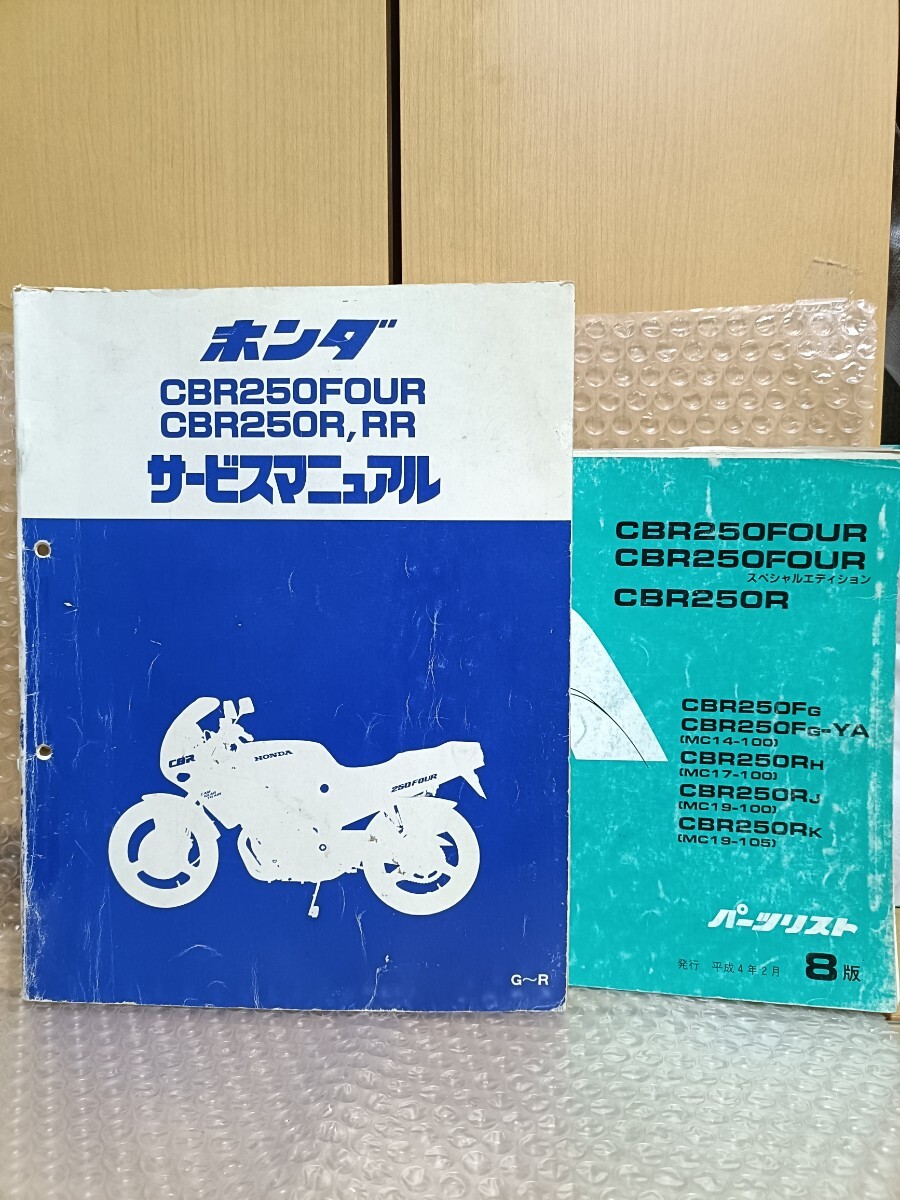 ホンダ
CBR250FOUR
CBR250R, RR
サービスマニュアル
CBR
HONDA
250 FOUR
G～R
CBR250FOUR
CBR250FOUR
スペシャルエディション
CBR250R
CBR250FG
CBR250FG-YA
(MC14-100)
CBR250RH
(MC17-100)
CBR250RJ
(MC19-100)
CBR250RK
(MC19-105)
パーツリスト
発行 平成4年2月 8版